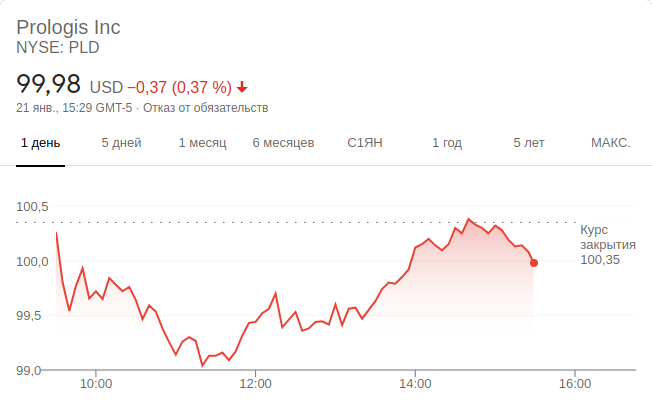 Prologis Inc
NYSE: PLD
99,98 USD −0,37 (0,37 %)
21 янв., 15:29 GMT-5 · Отказ от обязательств
1 день 5 дней 1 месяц 6 месяцев С1ЯН 1 год 5 лет МАКС.
100,5
Курс
закрытия
100,35
100,0
99,5
99,0
10:00 12:00 14:00 16:00